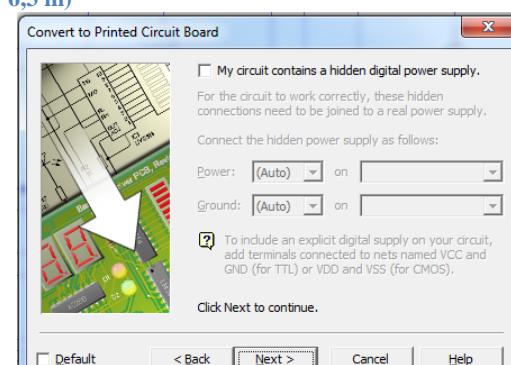 6,5 m)
Convert to Printed Circuit Board
My circuit contains a hidden digital power supply.
For the circuit to work correctly, these hidden
connections need to be joined to a real power supply.
Connect the hidden power supply as follows:
Power: (Auto) on
Ground: (Auto) on
To include an explicit digital supply on your circuit,
add terminals connected to nets named VCC and
GND (for TTL) or VDD and VSS (for CMOS).
Click Next to continue.
Default < Back Next > Cancel Help